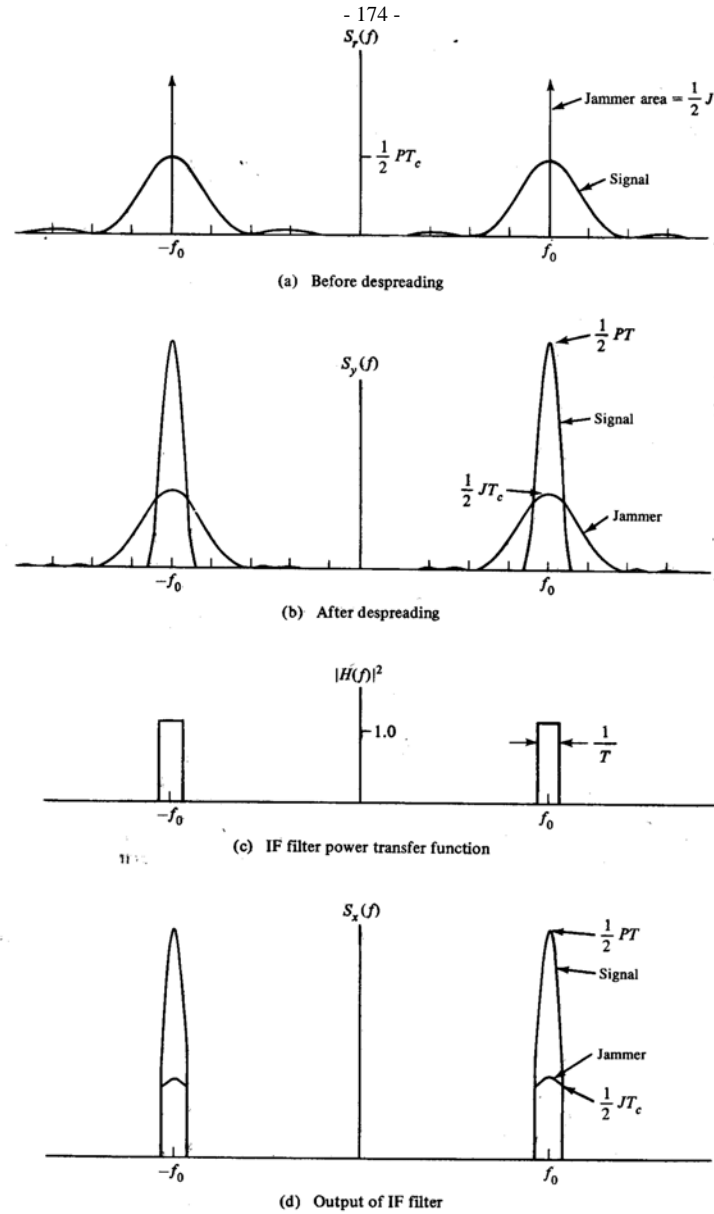 - 174 -
S_r(f)
Jammer area = 1/2 J
1/2 PT_c
Signal
-f_0
f_0
(a) Before despreading
S_y(f)
1/2 PT
Signal
1/2 JT_c
Jammer
-f_0
f_0
(b) After despreading
|H(f)|^2
1.0
1/T
-f_0
f_0
(c) IF filter power transfer function
S_x(f)
1/2 PT
Signal
Jammer
1/2 JT_c
-f_0
f_0
(d) Output of IF filter